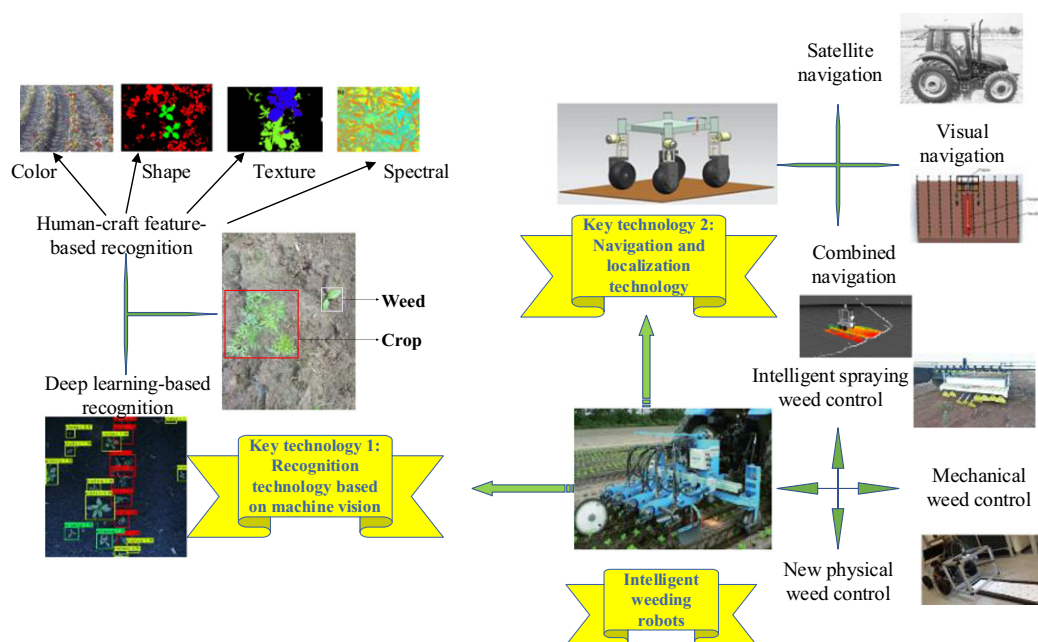 Color
Shape
Texture
Spectral
Human-craft feature-
based recognition
Weed
Crop
Deep learning-based
recognition
Key technology 1:
Recognition
technology based
on machine vision
Satellite
navigation
Visual
navigation
Key technology 2:
Navigation and
localization
technology
Combined
navigation
Intelligent spraying
weed control
Mechanical
weed control
New physical
weed control
Intelligent
weeding
robots